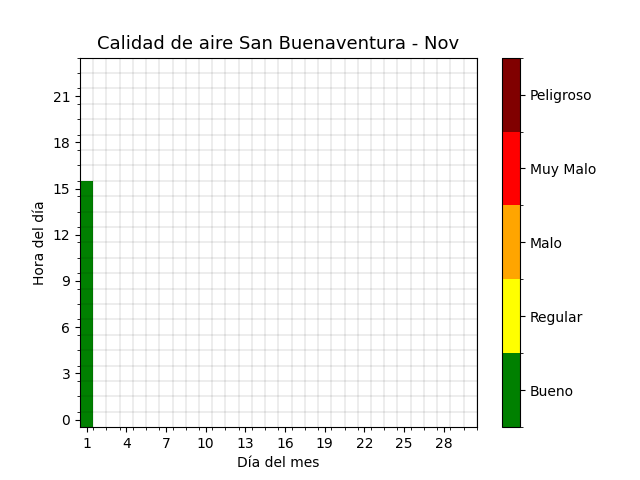 Calidad de aire San Buenaventura - Nov
21
18
15
12
9
6
3
0
Hora del día
1 4 7 10 13 16 19 22 25 28
Día del mes
Peligroso
Muy Malo
Malo
Regular
Bueno